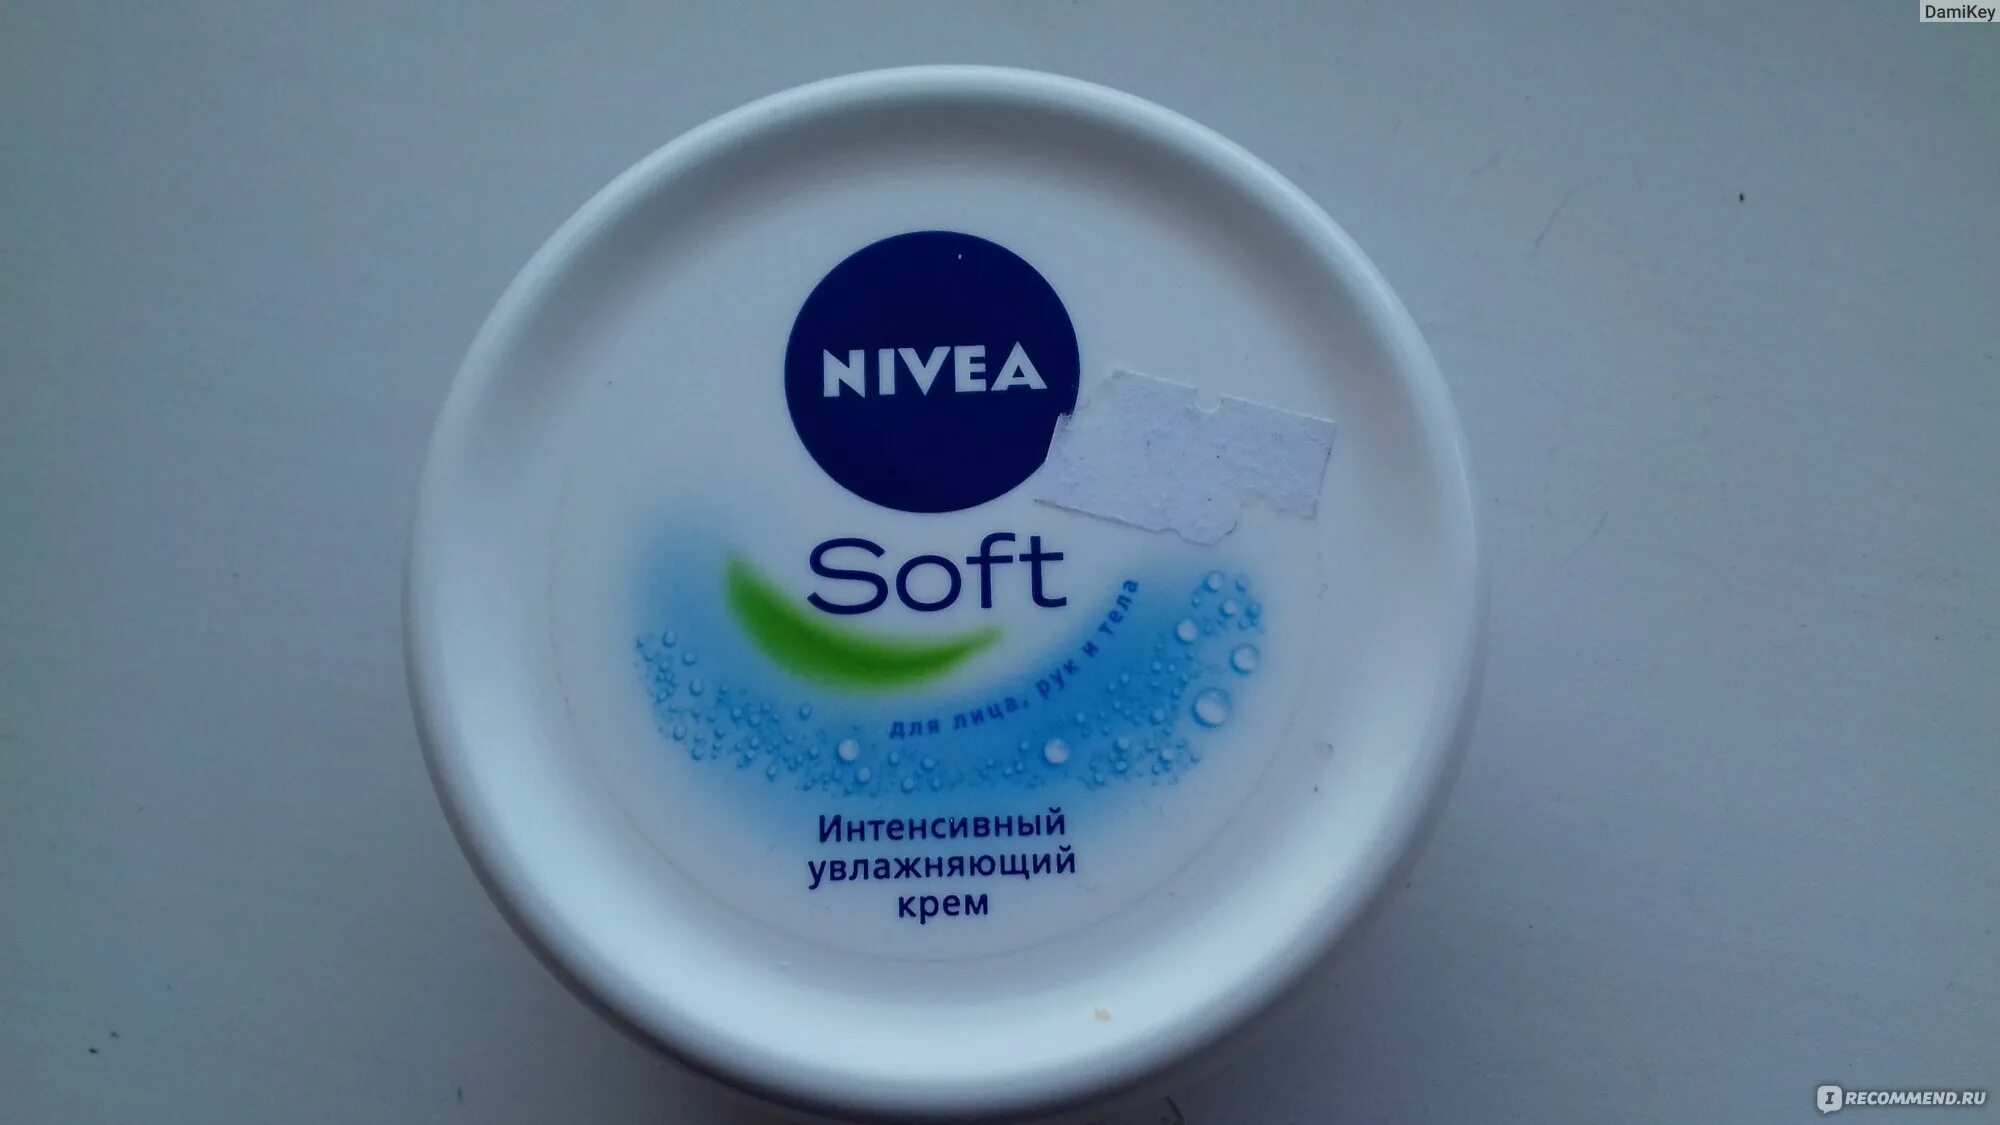 DamiKey
NIVEA
Soft
для лица, рук и тела
Интенсивный
увлажняющий
крем
I RECOMMEND.RU